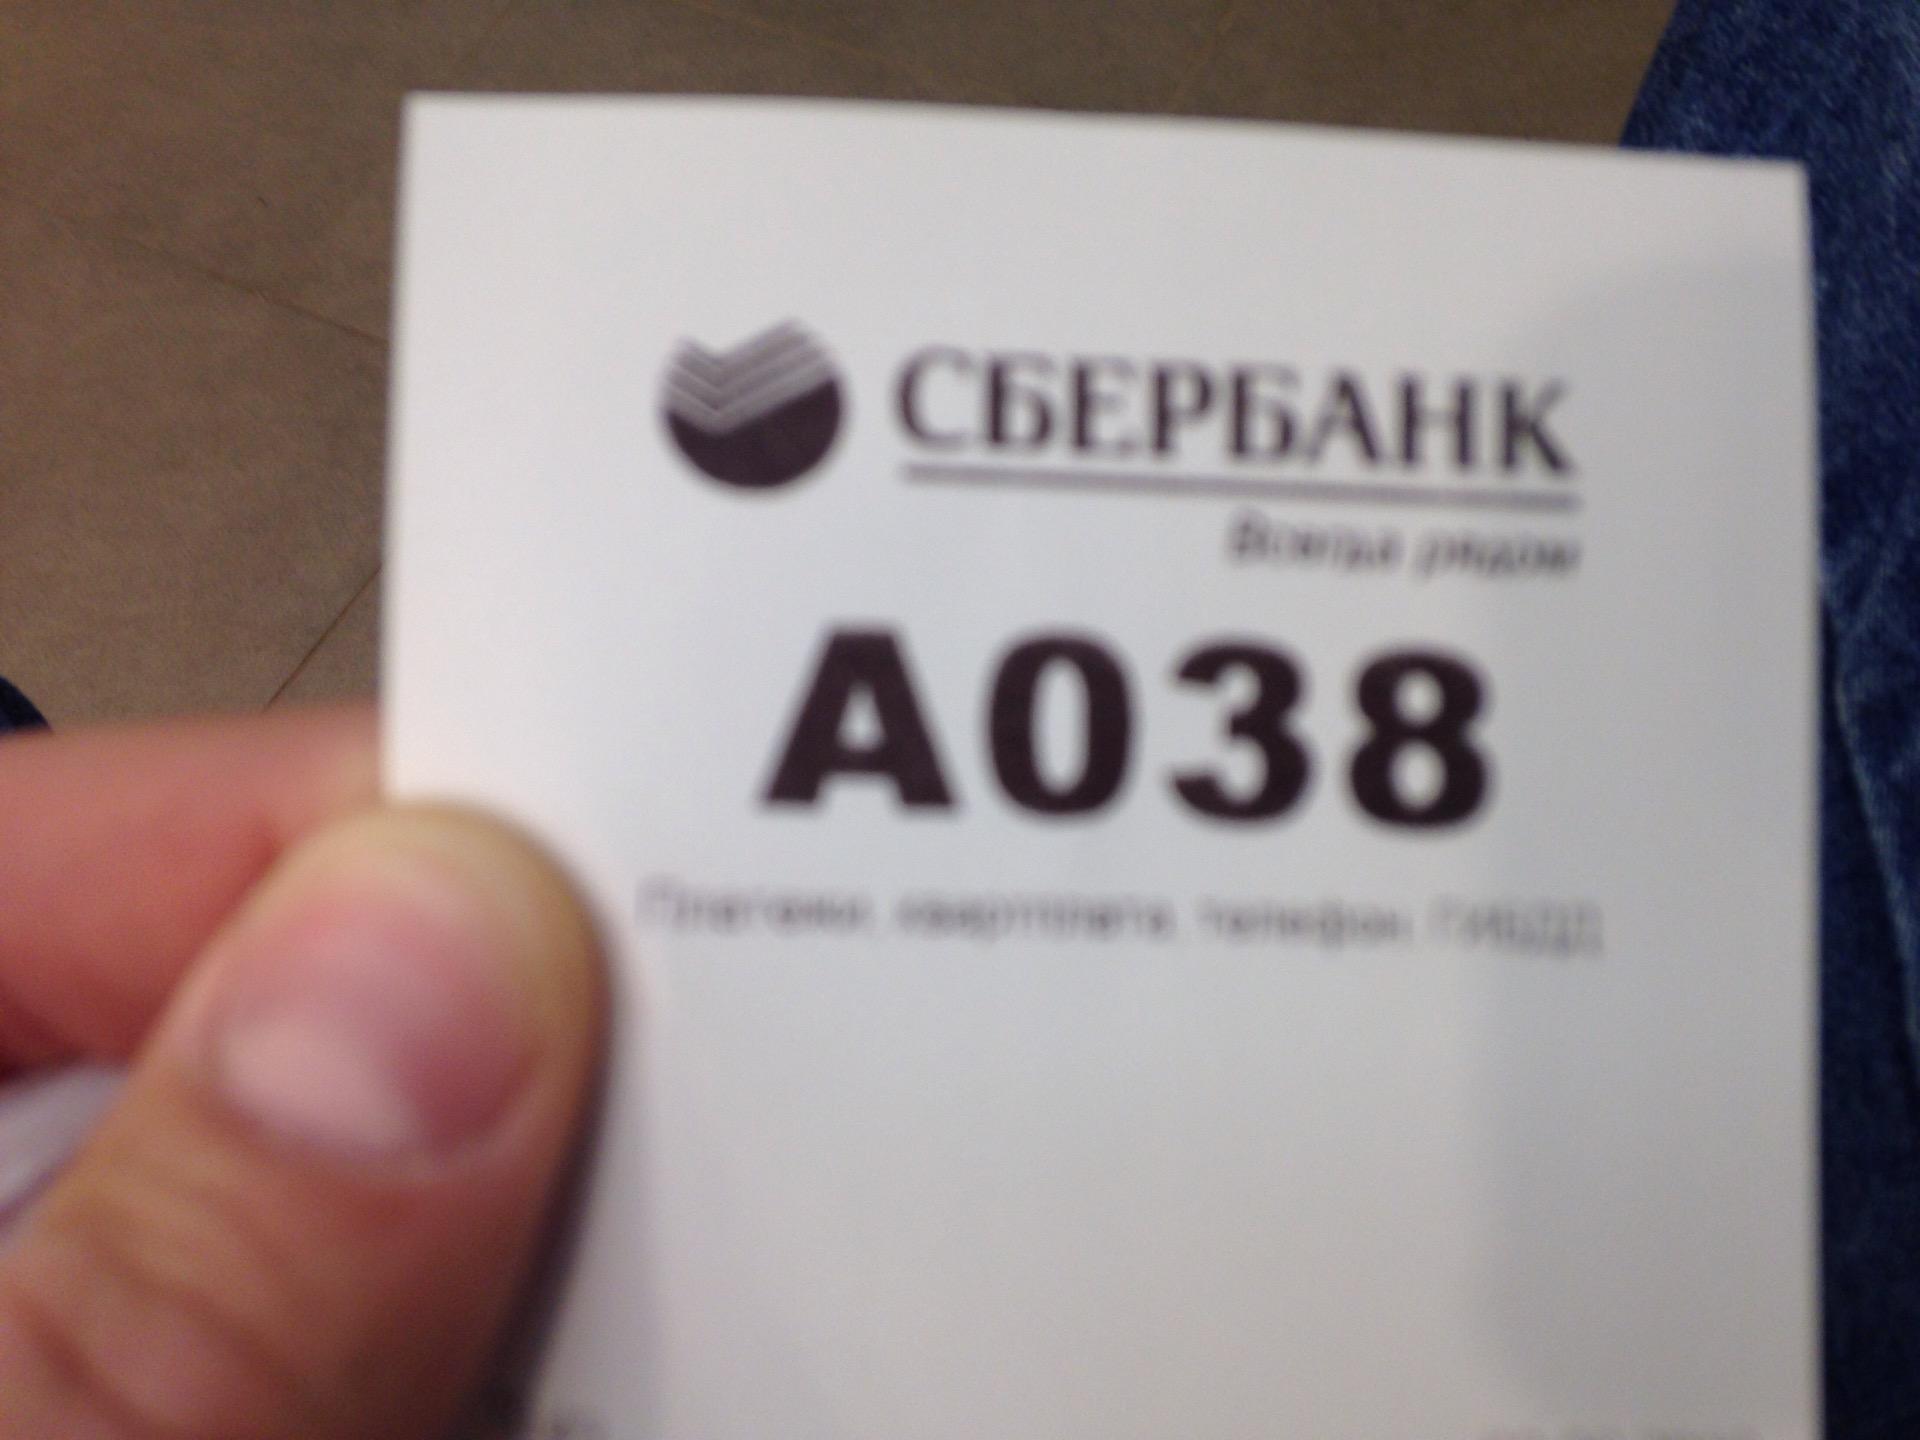 СБЕРБАНК
Всегда рядом
А038
Платежи, квартплата, телефон, ГИБДД